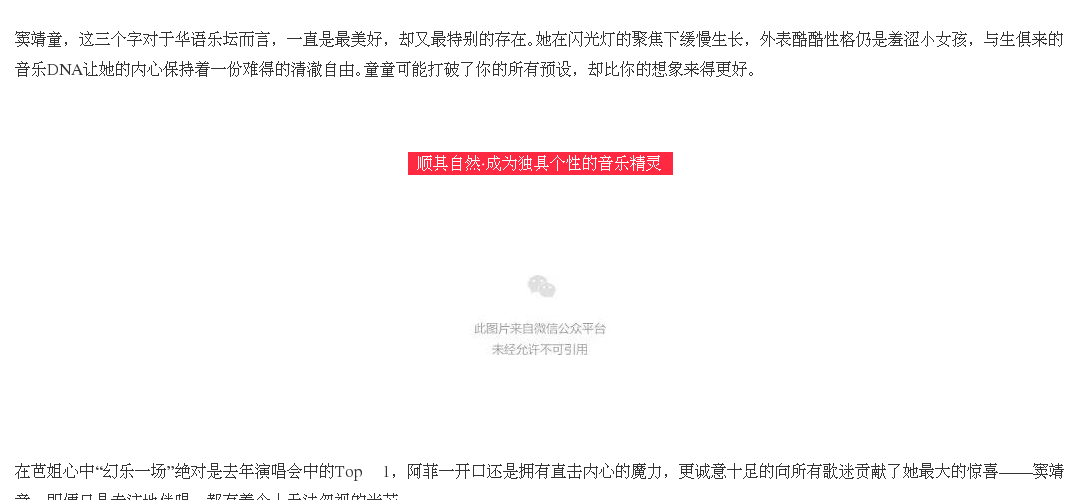 窦靖童，这三个字对于华语乐坛而言，一直是最美好，却又最特别的存在。她在闪光灯的聚焦下缓慢生长，外表酷酷性格仍是羞涩小女孩，与生俱来的
音乐DNA让她的内心保持着一份难得的清澈自由。童童可能打破了你的所有预设，却比你的想象来得更好。
顺其自然·成为独具个性的音乐精灵
此图片来自微信公众平台
未经允许不可引用
在芭姐心中“幻乐一场”绝对是去年演唱会中的Top 1，阿菲一开口还是拥有直击内心的魔力，更诚意十足的向所有歌迷贡献了她最大的惊喜——窦靖